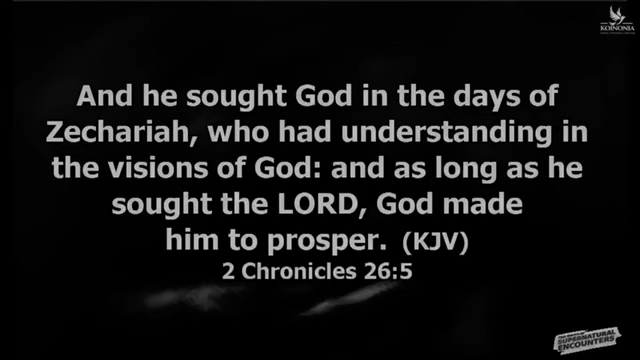 KOINONIA
And he sought God in the days of
Zechariah, who had understanding in
the visions of God: and as long as he
sought the LORD, God made
him to prosper. (KJV)
2 Chronicles 26:5
SUPERNATURAL
ENCOUNTERS